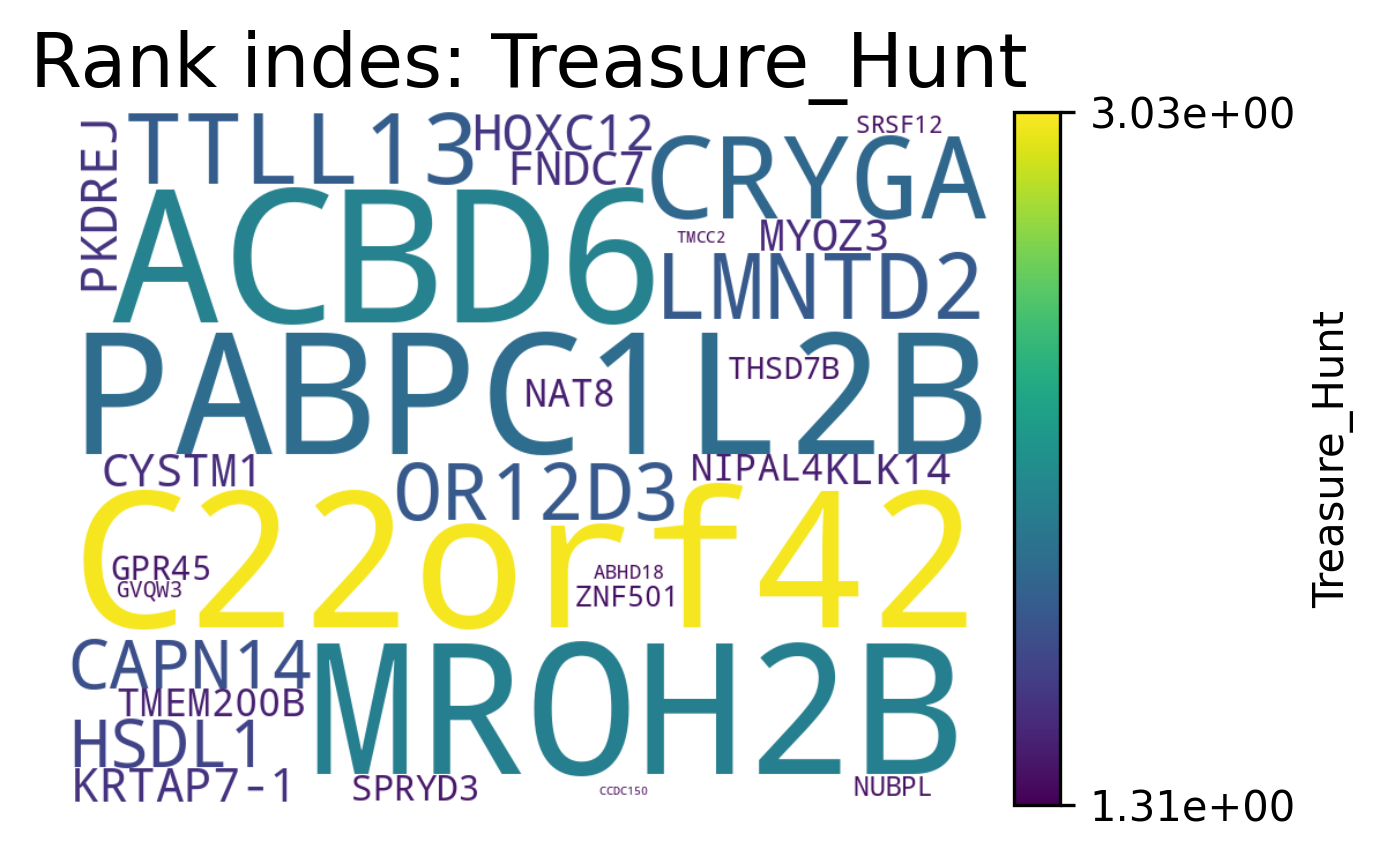 Rank indes: Treasure_Hunt
PKDREJ
TTLL13
HOXC12
FNDC7
SRSF12
CRYGA
ACBD6
TMCC2
MYOZ3
LMNTD2
PABPC1L2B
THSD7B
NAT8
CYSTM1
OR12D3
NIPAL4
KLK14
C22orf42
GPR45
GVQW3
ABHD18
ZNF501
CAPN14
TMEM200B
HSDL1
KRTAP7-1
MROH2B
SPRYD3
CCDC150
NUBPL
3.03e+00
1.31e+00
Treasure_Hunt